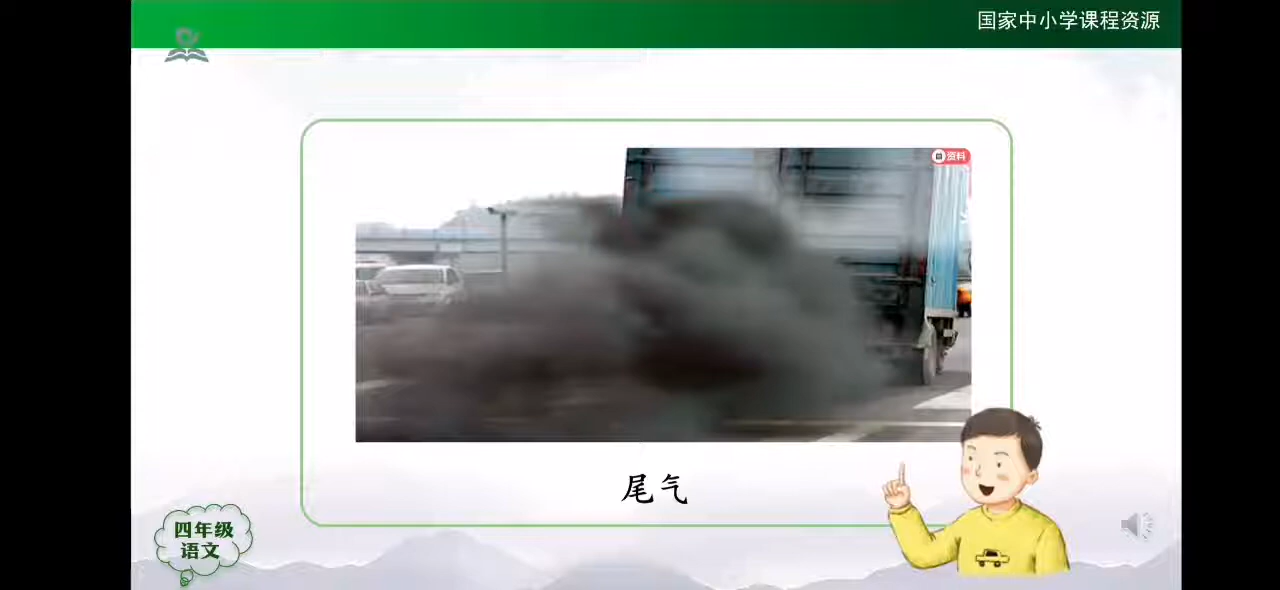 国家中小学课程资源
资料
尾气
四年级
语文